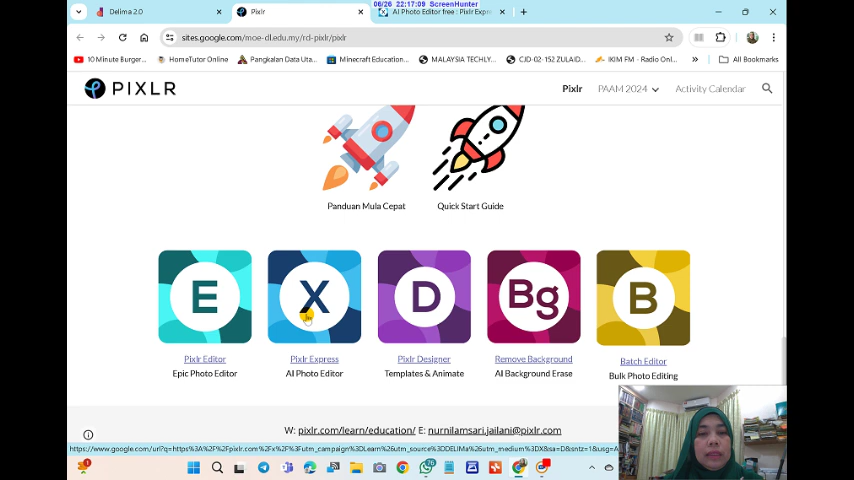 06/26 22:17:09 ScreenHunter
Delima 2.0
Pixlr
AI Photo Editor free : Pixlr Expr
sites.google.com/moe-dl.edu.my/rd-pixlr/pixlr
10 Minute Burger...
HomeTutor Online
Pangkalan Data Uta...
Minecraft Education...
MALAYSIA TECHLY...
CJD-02-152 ZULAID...
IKIM FM - Radio Onl...
All Bookmarks
PIXLR
Pixlr
PAAM 2024
Activity Calendar
Panduan Mula Cepat
Quick Start Guide
E
X
D
Bg
B
Pixlr Editor
Pixlr Express
Pixlr Designer
Remove Background
Batch Editor
Epic Photo Editor
AI Photo Editor
Templates & Animate
AI Background Erase
Bulk Photo Editing
W: pixlr.com/learn/education/ E: nurnilamsari.jailani@pixlr.com